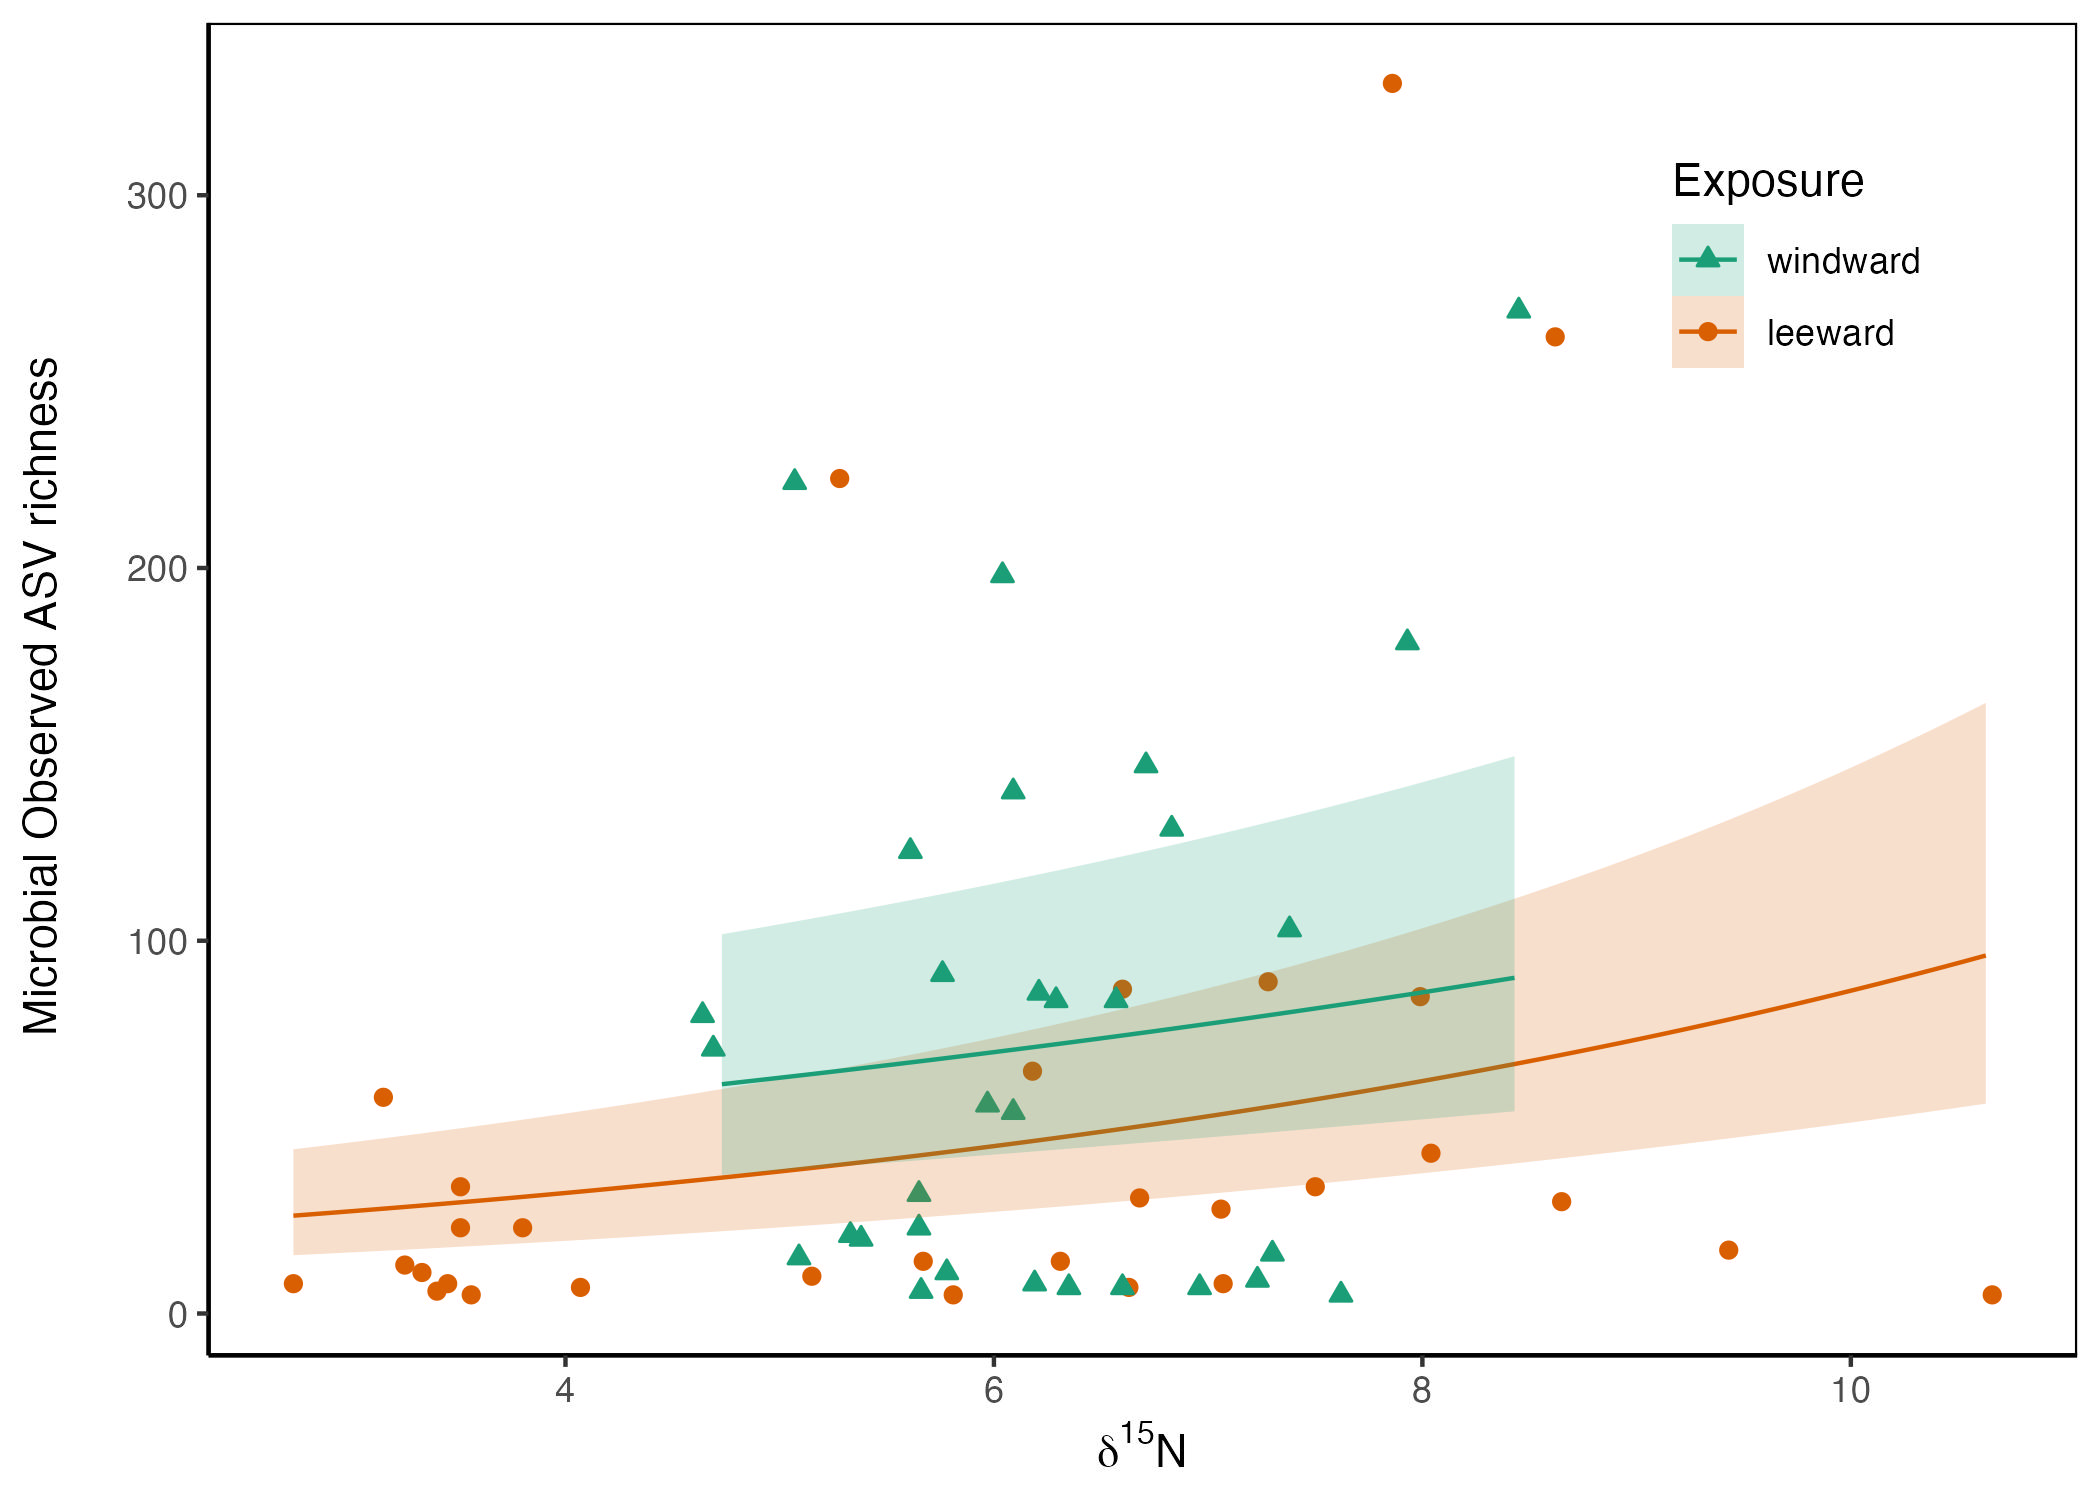 Microbial Observed ASV richness
300
200
100
0
4 6 8 10
δ¹⁵N
Exposure
windward
leeward